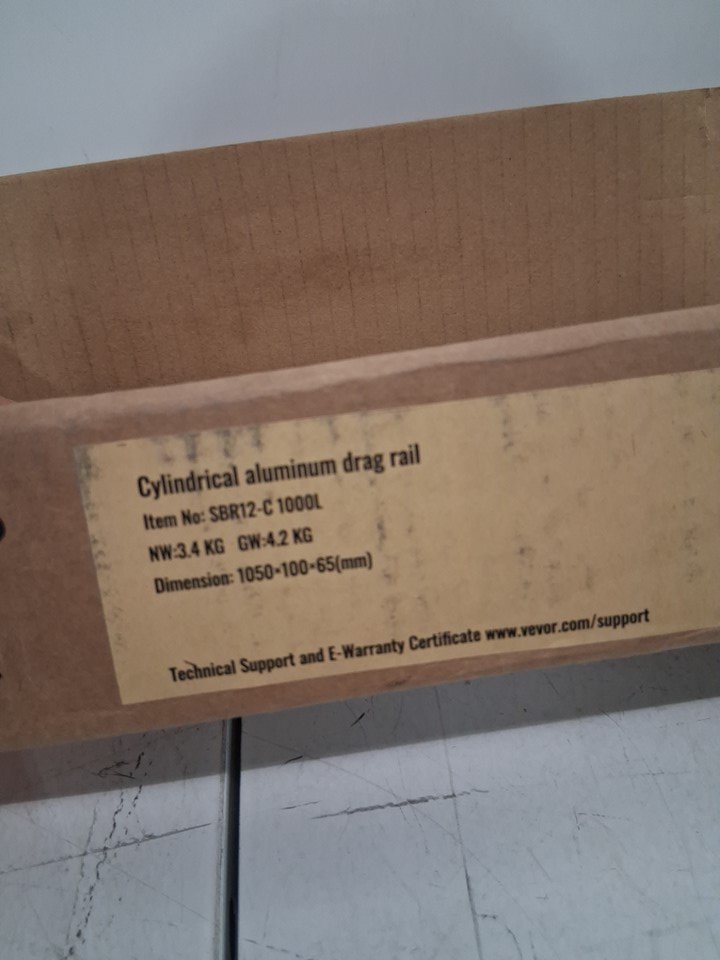 Cylindrical aluminum drag rail
Item No: SBR12-C 1000L
NW:3.4 KG GW:4.2 KG
Dimension: 1050*100*65(mm)
Technical Support and E-Warranty Certificate www.vevor.com/support